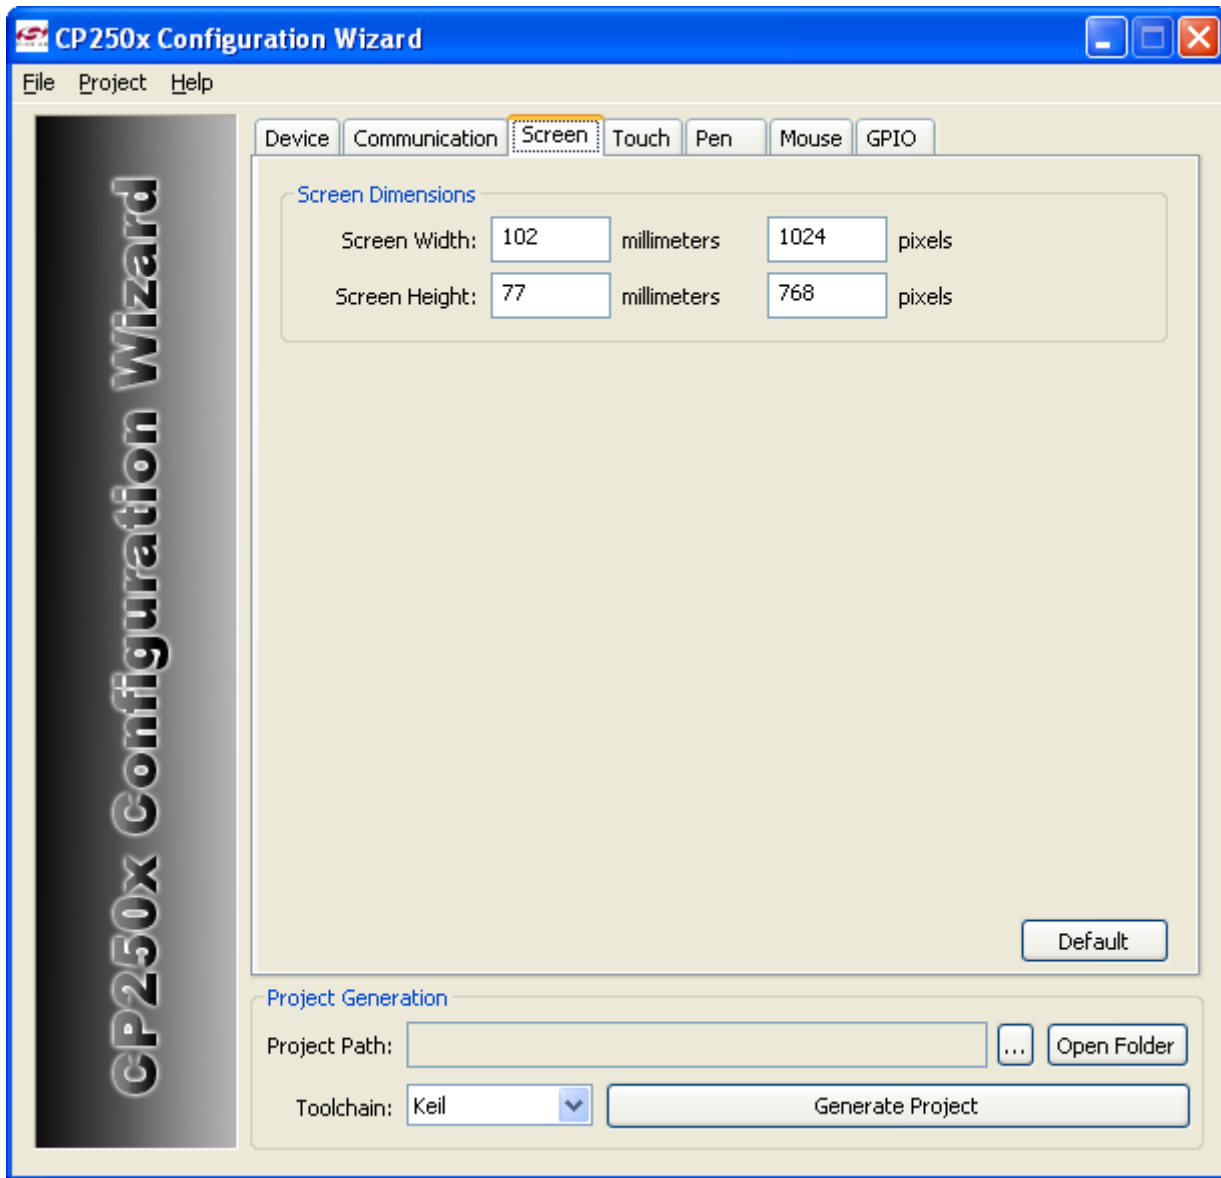 CP250x Configuration Wizard
File Project Help
CP250x Configuration Wizard
Device Communication Screen Touch Pen Mouse GPIO
Screen Dimensions
Screen Width: 102 millimeters 1024 pixels
Screen Height: 77 millimeters 768 pixels
Default
Project Generation
Project Path: ... Open Folder
Toolchain: Keil Generate Project